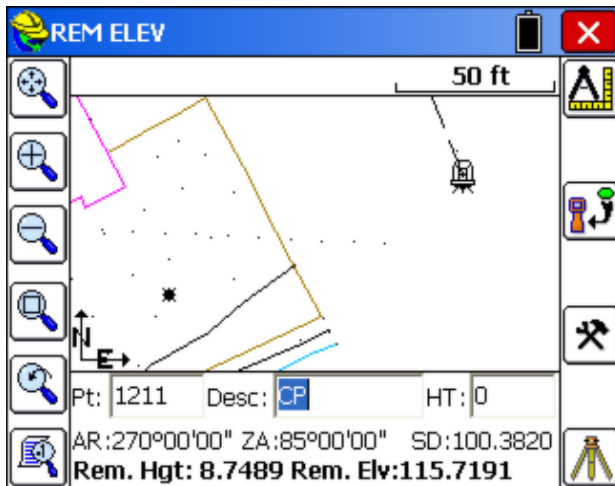 REM ELEV
50 ft
N
E
Pt: 1211 Desc: CP HT: 0
AR:270°00'00" ZA:85°00'00" SD:100.3820
Rem. Hgt: 8.7489 Rem. Elv:115.7191